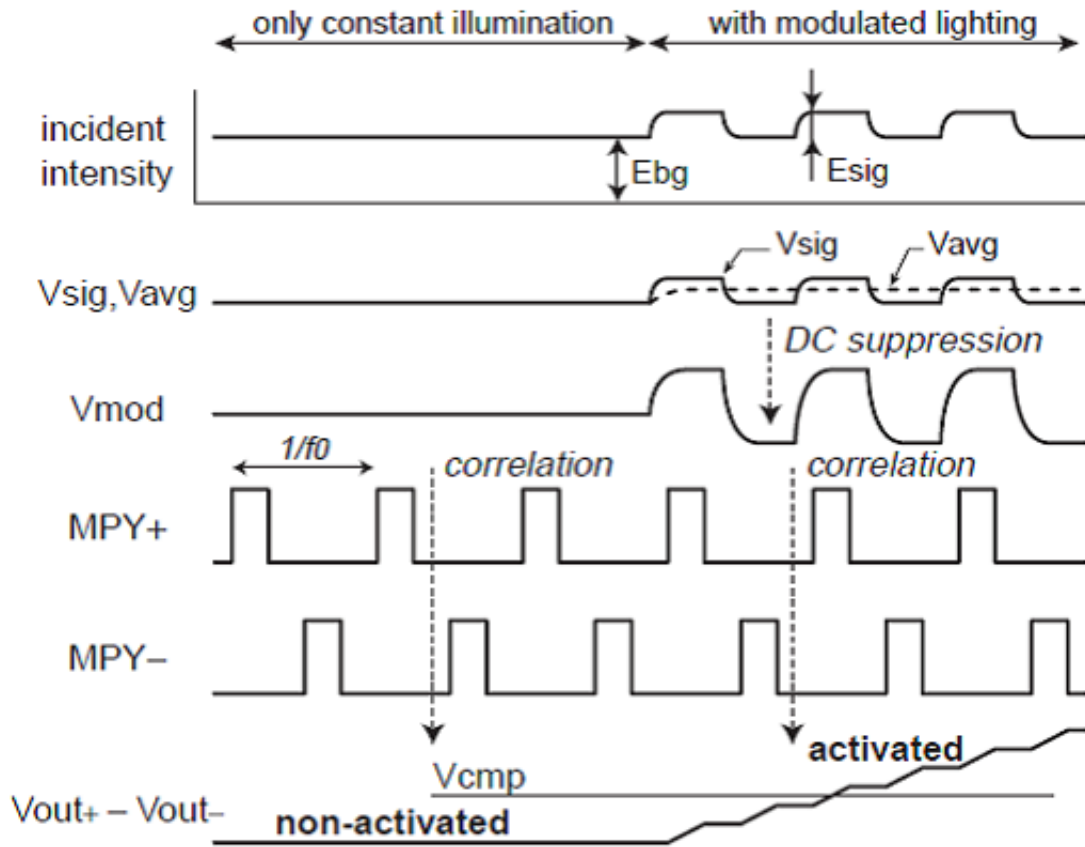 only constant illumination with modulated lighting
incident
intensity
Ebg
Esig
Vsig
Vavg
Vsig,Vavg
DC suppression
Vmod
1/f0
correlation
correlation
MPY+
MPY−
activated
Vcmp
Vout+ − Vout−
non-activated